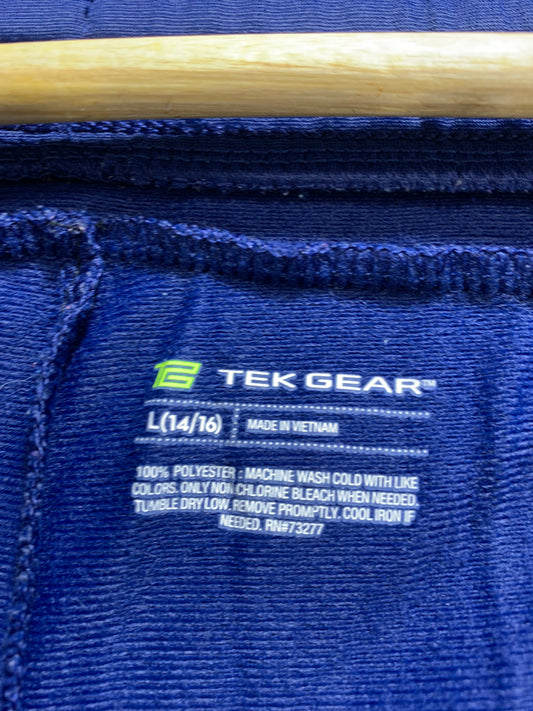 TEK GEAR™
L(14/16) MADE IN VIETNAM
100% POLYESTER : MACHINE WASH COLD WITH LIKE
COLORS. ONLY NON CHLORINE BLEACH WHEN NEEDED.
TUMBLE DRY LOW. REMOVE PROMPTLY. COOL IRON IF
NEEDED. RN#73277